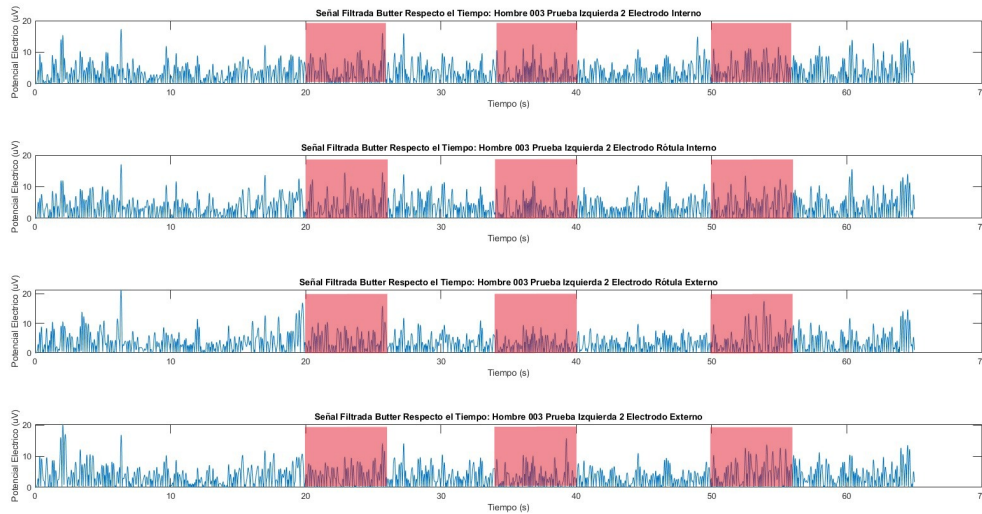 Señal Filtrada Butter Respecto el Tiempo: Hombre 003 Prueba Izquierda 2 Electrodo Interno
Potencial Electrico (uV)
20
10
0
0 10 20 30 40 50 60 7
Tiempo (s)
Señal Filtrada Butter Respecto el Tiempo: Hombre 003 Prueba Izquierda 2 Electrodo Rótula Interno
Potencial Electrico (uV)
20
10
0
0 10 20 30 40 50 60 7
Tiempo (s)
Señal Filtrada Butter Respecto el Tiempo: Hombre 003 Prueba Izquierda 2 Electrodo Rótula Externo
Potencial Electrico (uV)
20
10
0
0 10 20 30 40 50 60 7
Tiempo (s)
Señal Filtrada Butter Respecto el Tiempo: Hombre 003 Prueba Izquierda 2 Electrodo Externo
Potencial Electrico (uV)
20
10
0
0 10 20 30 40 50 60 7
Tiempo (s)